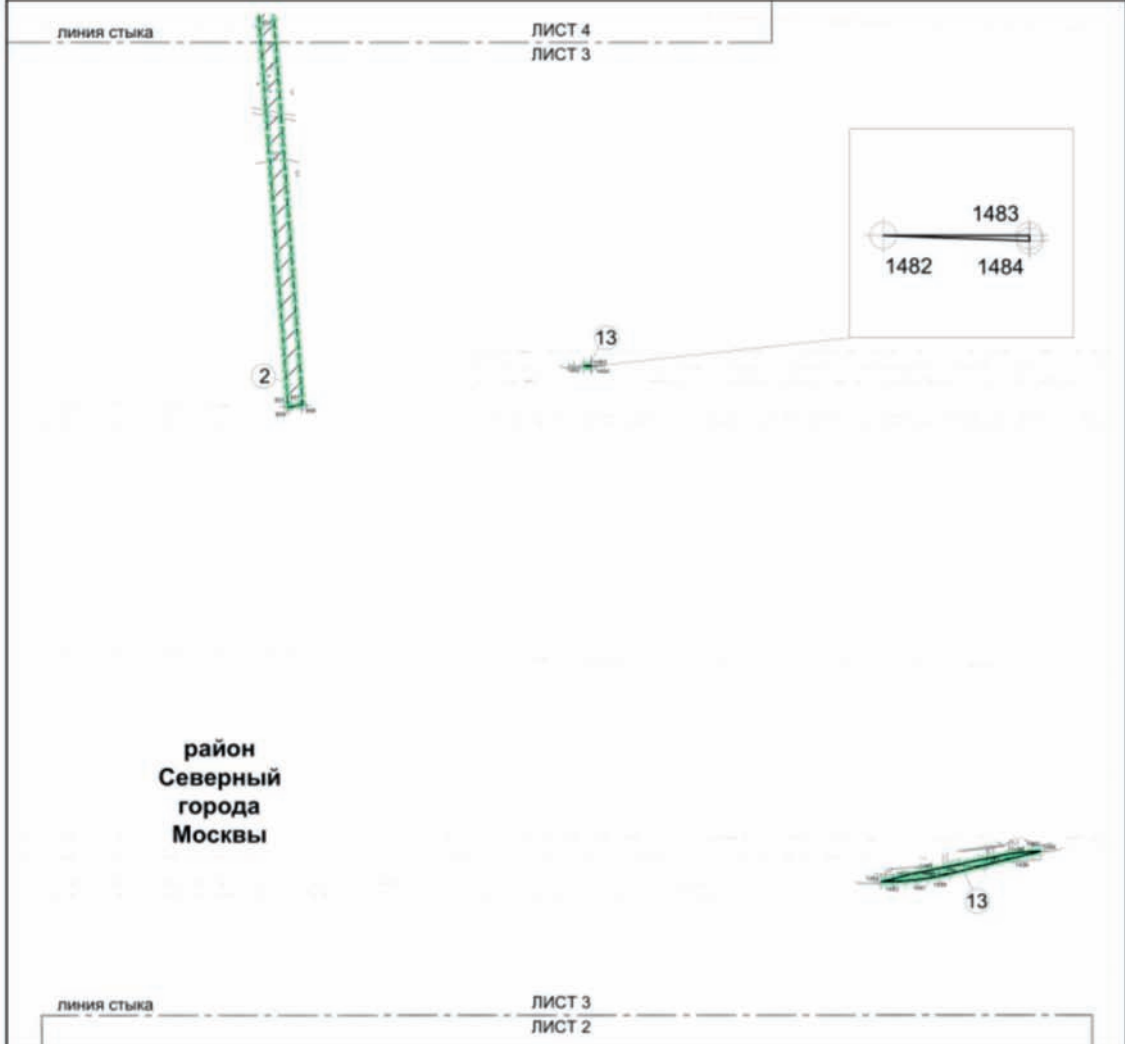 линия стыка
ЛИСТ 4
ЛИСТ 3
1483
1482
1484
13
2
район
Северный
города
Москвы
13
линия стыка
ЛИСТ 3
ЛИСТ 2